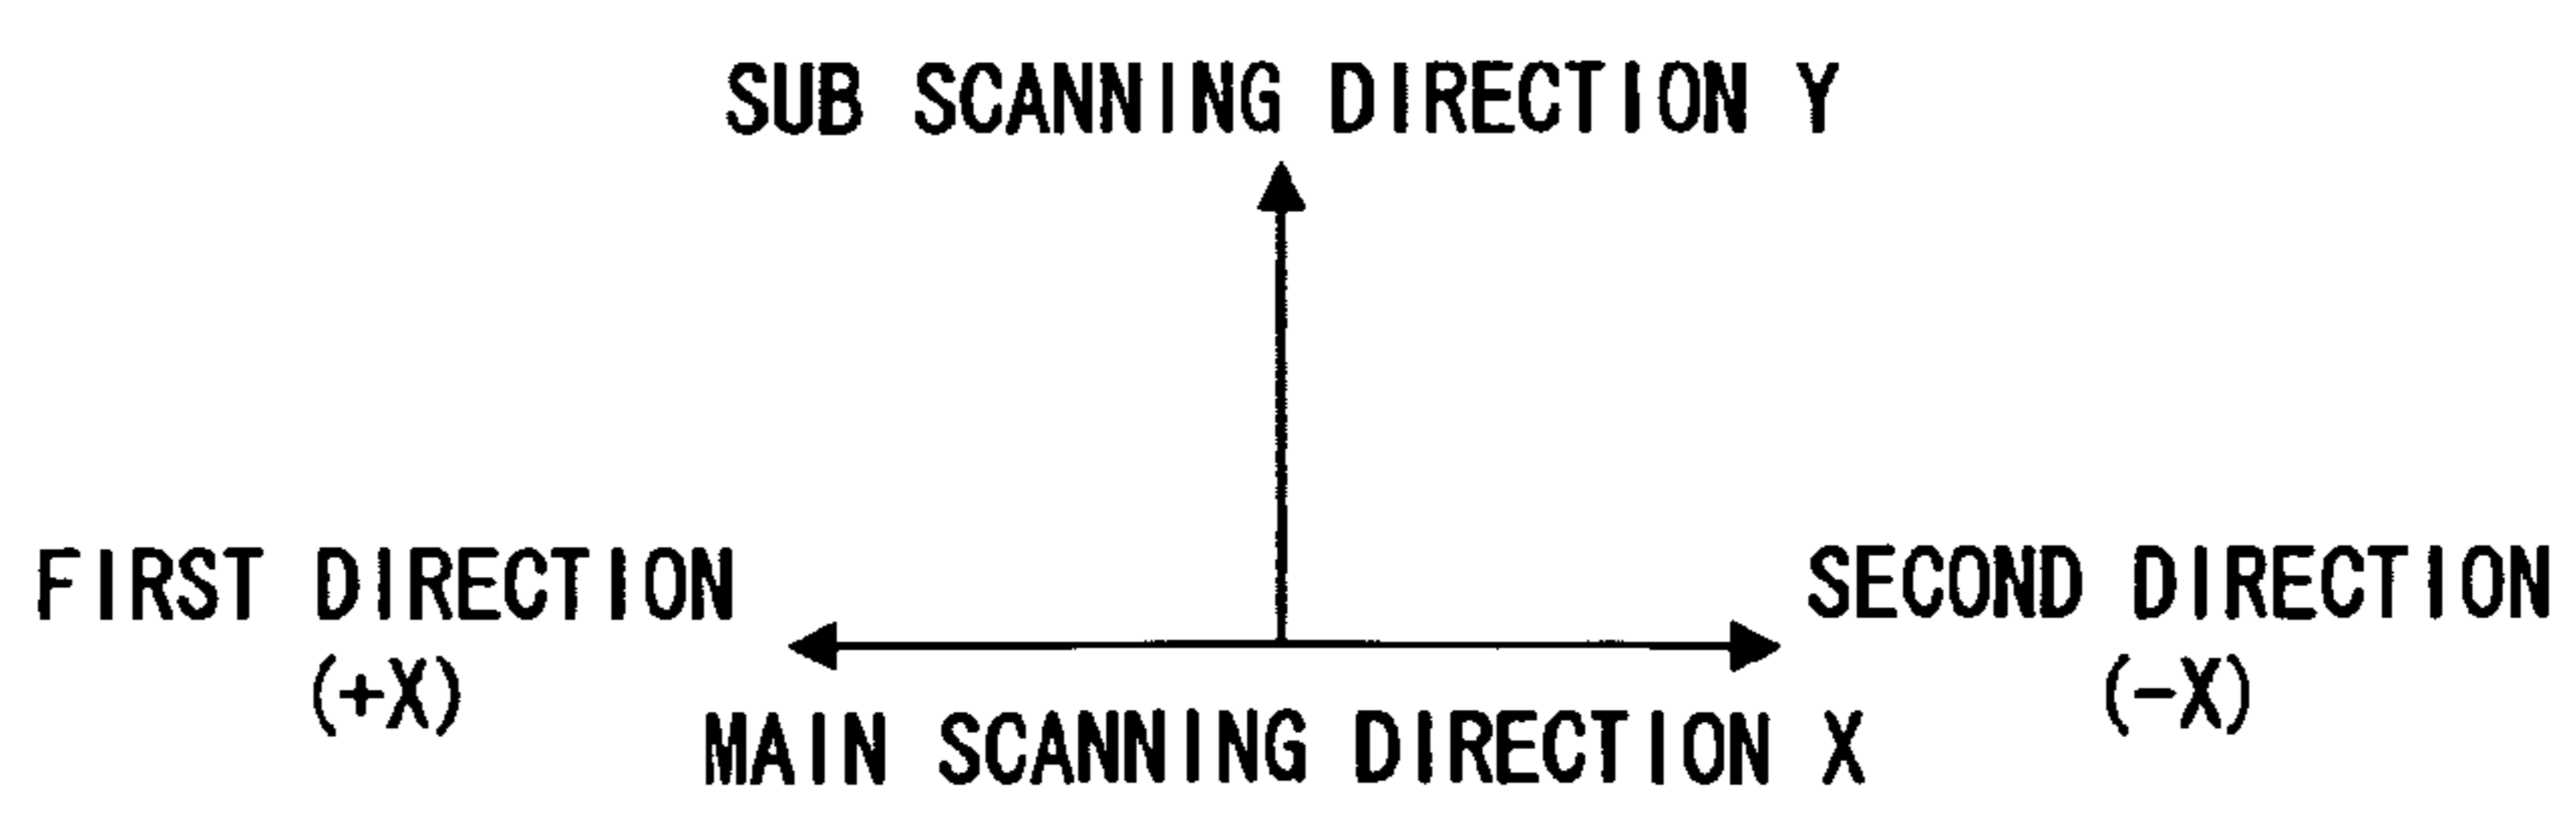 SUB SCANNING DIRECTION Y
FIRST DIRECTION
(+X)
SECOND DIRECTION
(-X)
MAIN SCANNING DIRECTION X